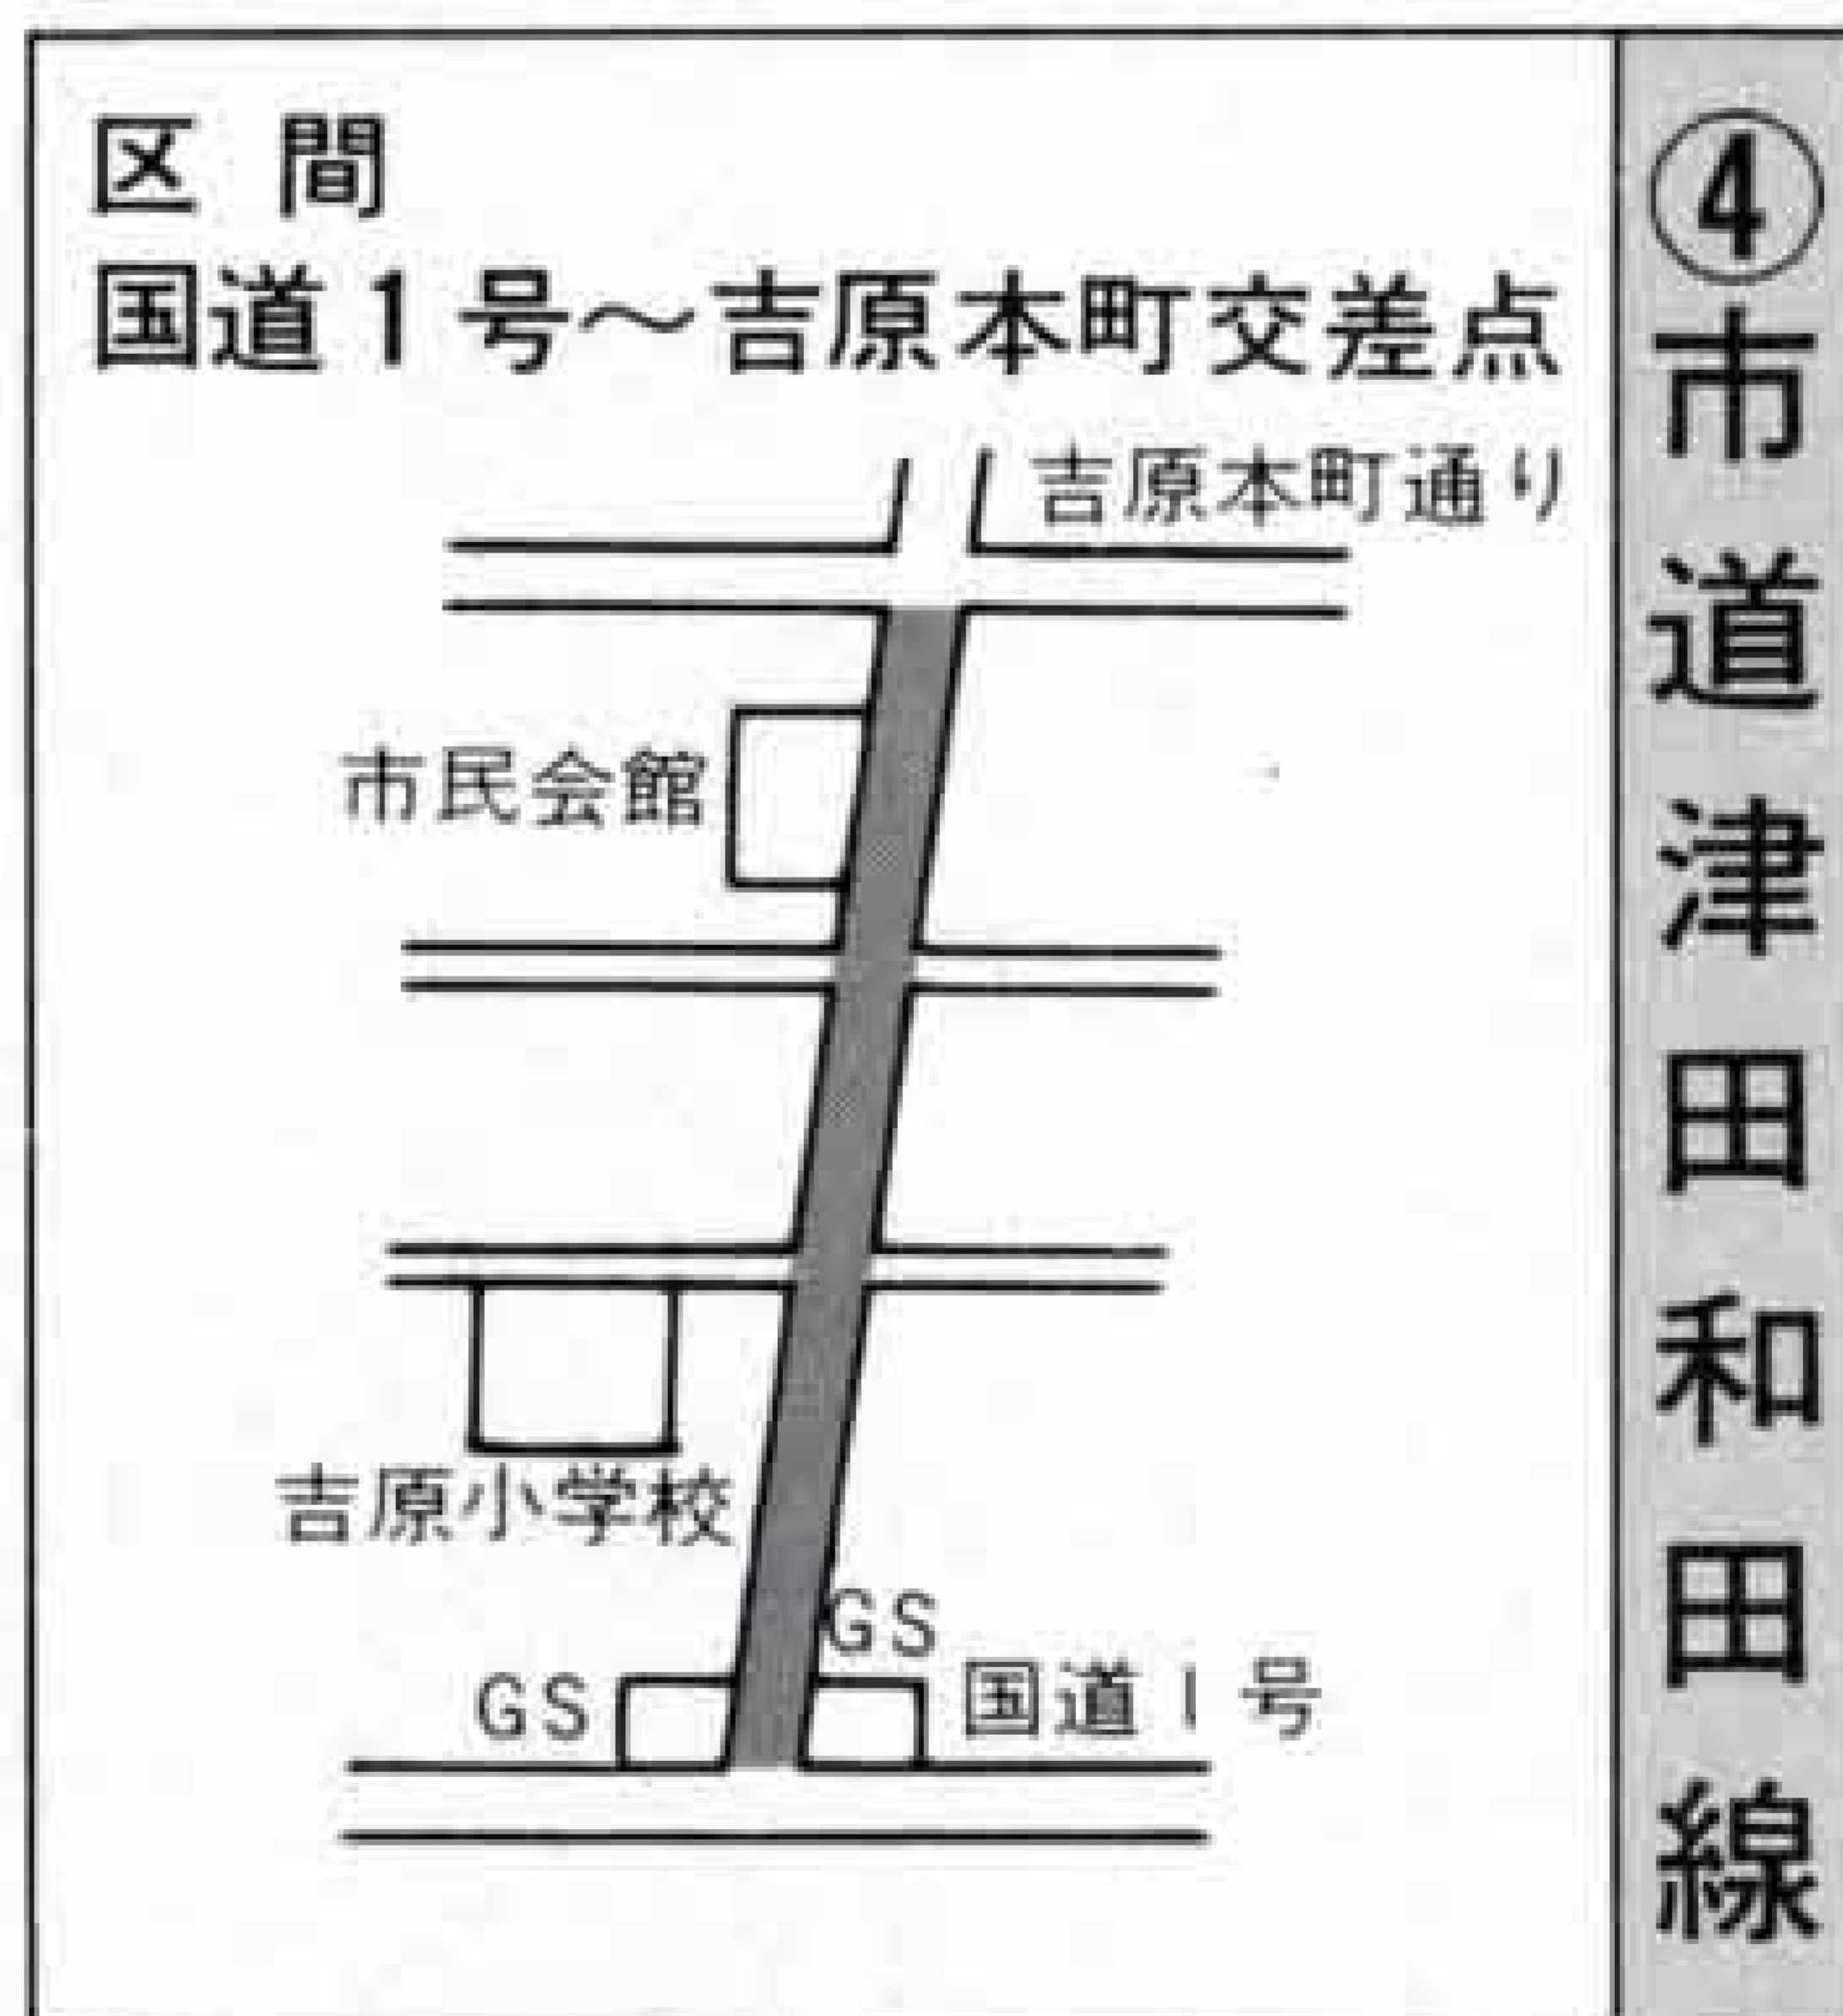 ④市道津田和田線
区間
国道1号～吉原本町交差点
吉原本町通り
市民会館
吉原小学校
GS
GS
国道1号